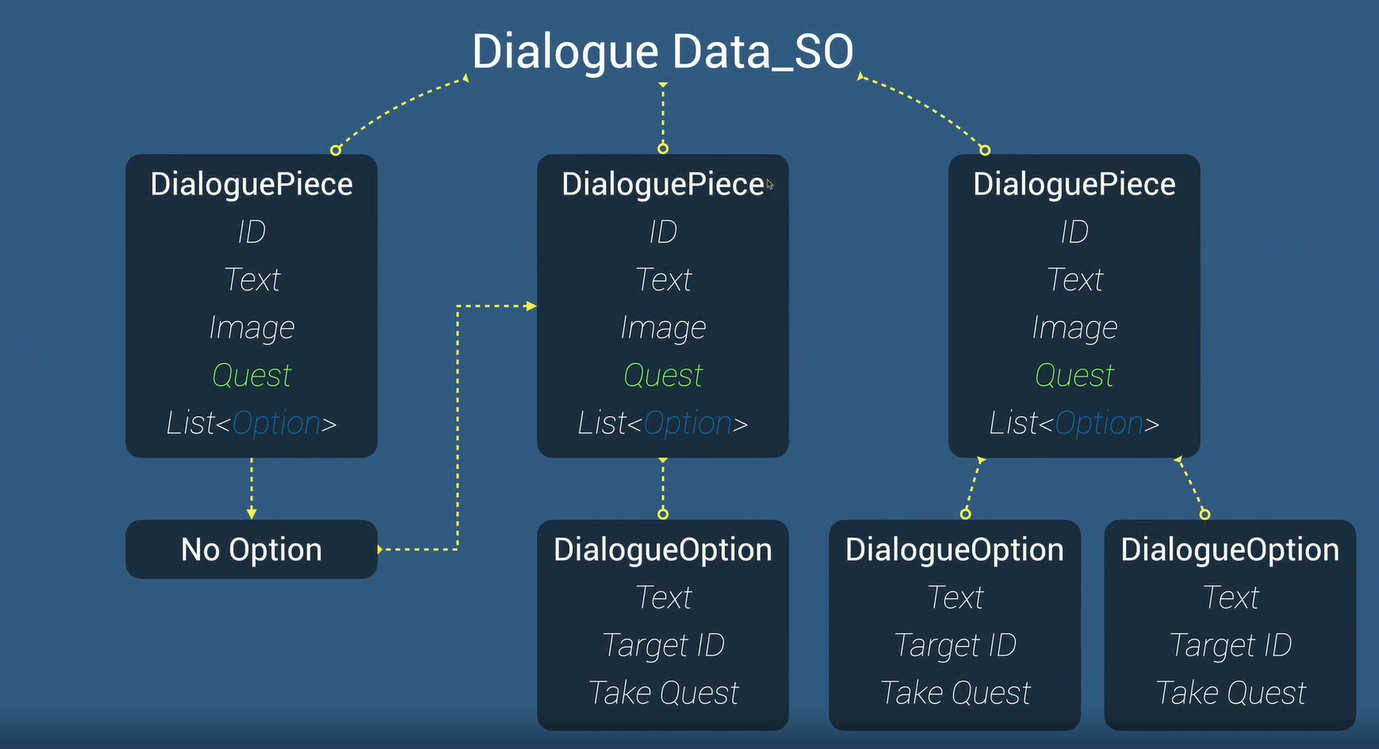 Dialogue Data_SO
DialoguePiece
ID
Text
Image
Quest
List<Option>
DialoguePiece
ID
Text
Image
Quest
List<Option>
DialoguePiece
ID
Text
Image
Quest
List<Option>
No Option
DialogueOption
Text
Target ID
Take Quest
DialogueOption
Text
Target ID
Take Quest
DialogueOption
Text
Target ID
Take Quest